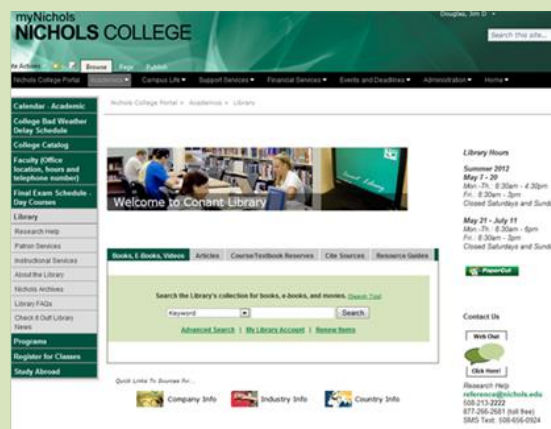 myNichols
NICHOLS COLLEGE
Douglas, Jim D
Search this site...
Site Actions
Browse Page Publish
Nichols College Portal Academics Campus Life Support Services Financial Services Events and Deadlines Administration Home
Nichols College Portal > Academics > Library
Calendar - Academic
College Bad Weather
Delay Schedule
College Catalog
Faculty (Office
location, hours and
telephone number)
Final Exam Schedule -
Day Courses
Library
Research Help
Patron Services
Instructional Services
About the Library
Nichols Archives
Library FAQs
Check It Out! Library
News
Programs
Register for Classes
Study Abroad
Welcome to Conant Library
Books, E-Books, Videos Articles Course/Textbook Reserves Cite Sources Resource Guides
Search the Library's collection for books, e-books, and movies. (Search Tips)
Keyword Search
Advanced Search | My Library Account | Renew Items
Quick Links To Sources For...
Company Info Industry Info Country Info
Library Hours
Summer 2012
May 7 - 20
Mon.-Th.: 8:30am - 4:30pm
Fri.: 8:30am - 3pm
Closed Saturdays and Sund
May 21 - July 11
Mon.-Th.: 8:30am - 6pm
Fri.: 8:30am - 3pm
Closed Saturdays and Sund
PaperCut
Contact Us
Web Chat
Click Here!
Research Help
reference@nichols.edu
508-213-2222
877-266-2681 (toll free)
SMS Text: 508-656-0924